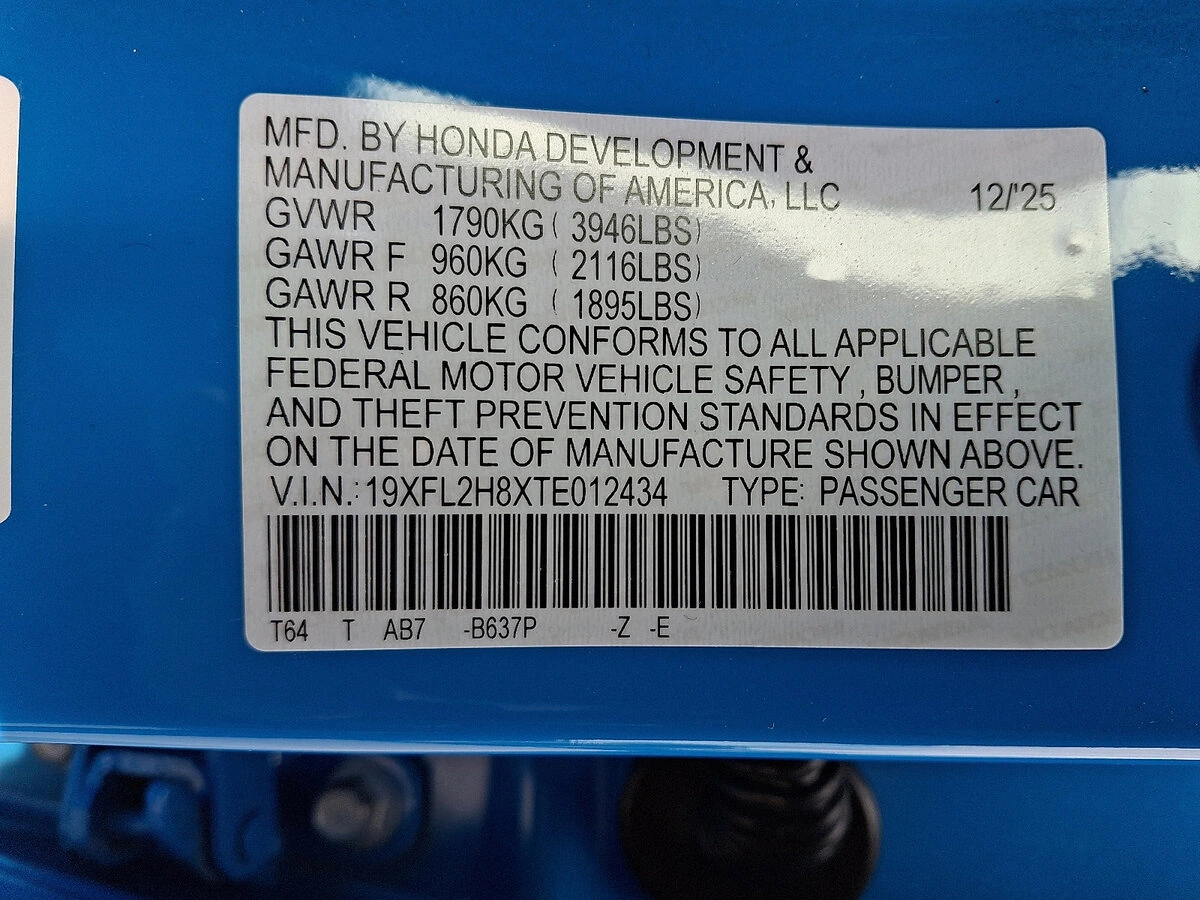 MFD. BY HONDA DEVELOPMENT &
MANUFACTURING OF AMERICA, LLC 12/'25
GVWR 1790KG ( 3946LBS)
GAWR F 960KG ( 2116LBS)
GAWR R 860KG ( 1895LBS)
THIS VEHICLE CONFORMS TO ALL APPLICABLE
FEDERAL MOTOR VEHICLE SAFETY , BUMPER ,
AND THEFT PREVENTION STANDARDS IN EFFECT
ON THE DATE OF MANUFACTURE SHOWN ABOVE.
V.I.N.: 19XFL2H8XTE012434 TYPE: PASSENGER CAR
T64 T AB7 -B637P -Z -E